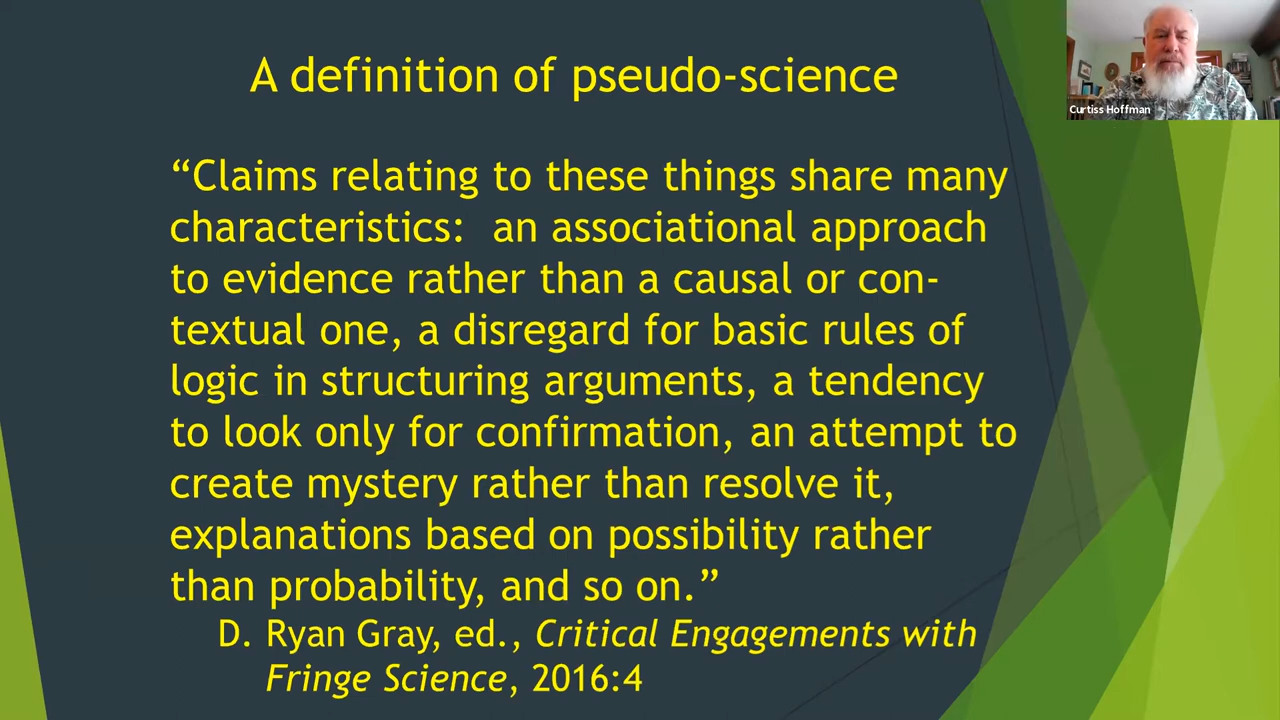 A definition of pseudo-science
Curtiss Hoffman
“Claims relating to these things share many
characteristics:  an associational approach
to evidence rather than a causal or con-
textual one, a disregard for basic rules of
logic in structuring arguments, a tendency
to look only for confirmation, an attempt to
create mystery rather than resolve it,
explanations based on possibility rather
than probability, and so on.”
D. Ryan Gray, ed., Critical Engagements with
Fringe Science, 2016:4